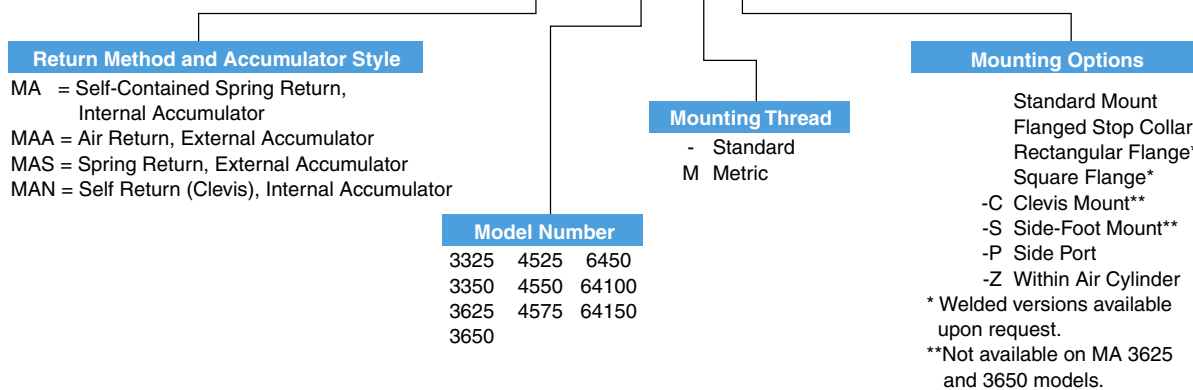 Return Method and Accumulator Style
MA = Self-Contained Spring Return,
Internal Accumulator
MAA = Air Return, External Accumulator
MAS = Spring Return, External Accumulator
MAN = Self Return (Clevis), Internal Accumulator
Model Number
3325 4525 6450
3350 4550 64100
3625 4575 64150
3650
Mounting Thread
- Standard
M Metric
Mounting Options
Standard Mount
Flanged Stop Collar
Rectangular Flange*
Square Flange*
-C Clevis Mount**
-S Side-Foot Mount**
-P Side Port
-Z Within Air Cylinder
* Welded versions available
upon request.
**Not available on MA 3625
and 3650 models.